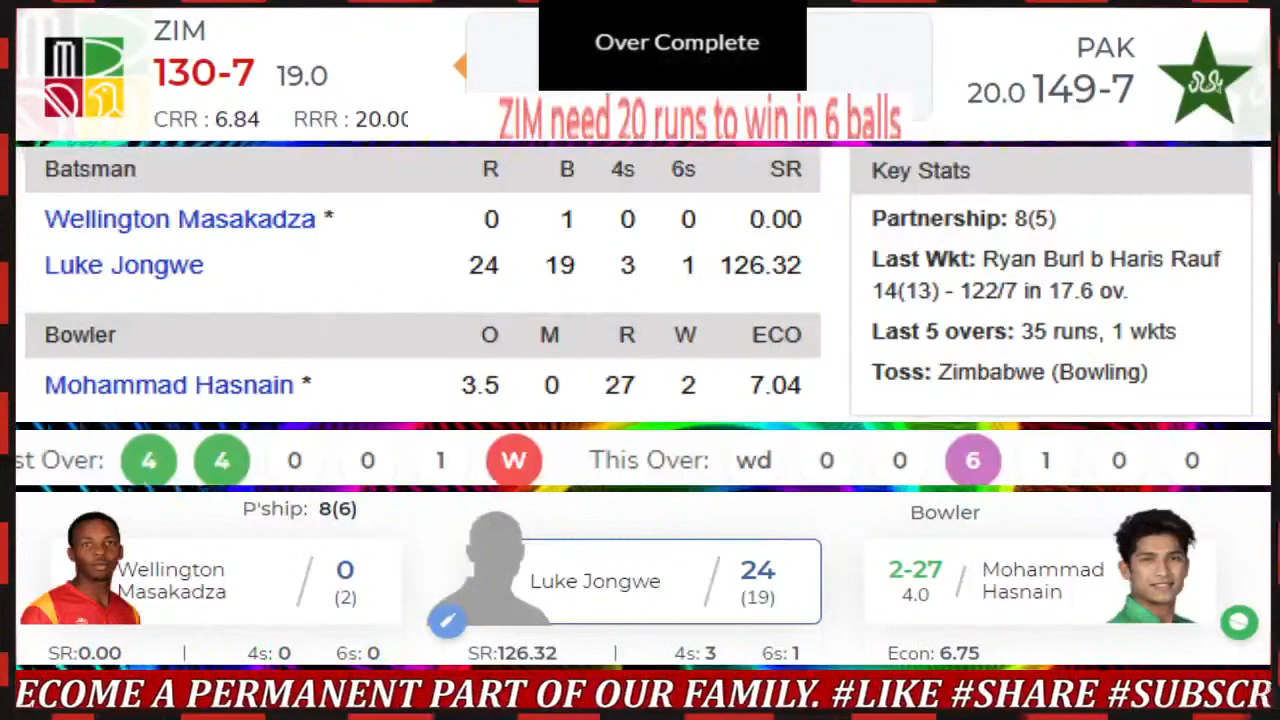 ZIM
130-7 19.0
CRR : 6.84 RRR : 20.00
Over Complete
ZIM need 20 runs to win in 6 balls
PAK
20.0 149-7
Batsman R B 4s 6s SR
Wellington Masakadza * 0 1 0 0 0.00
Luke Jongwe 24 19 3 1 126.32
Bowler O M R W ECO
Mohammad Hasnain * 3.5 0 27 2 7.04
Key Stats
Partnership: 8(5)
Last Wkt: Ryan Burl b Haris Rauf
14(13) - 122/7 in 17.6 ov.
Last 5 overs: 35 runs, 1 wkts
Toss: Zimbabwe (Bowling)
st Over: 4 4 0 0 1 W This Over: wd 0 0 6 1 0 0
P'ship: 8(6)
Wellington
Masakadza
0
(2)
SR:0.00 | 4s: 0 6s: 0
Luke Jongwe
24
(19)
SR:126.32 | 4s: 3 6s: 1
Bowler
2-27
4.0
Mohammad
Hasnain
Econ: 6.75
ECOME A PERMANENT PART OF OUR FAMILY. #LIKE #SHARE #SUBSCR